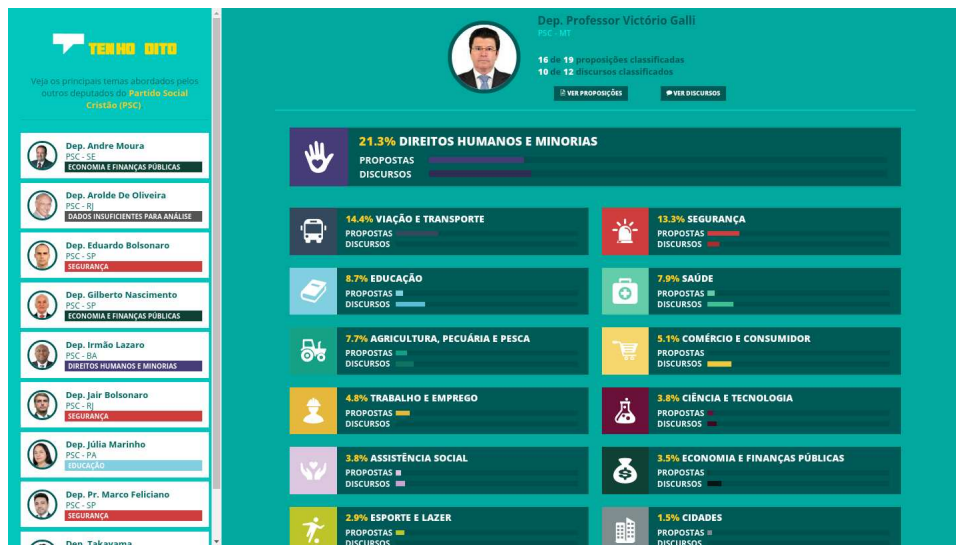 TENHO DITO
Veja os principais temas abordados pelos
outros deputados do Partido Social
Cristão (PSC).
Dep. Andre Moura
PSC - SE
ECONOMIA E FINANÇAS PÚBLICAS
Dep. Arolde De Oliveira
PSC - RJ
DADOS INSUFICIENTES PARA ANÁLISE
Dep. Eduardo Bolsonaro
PSC - SP
SEGURANÇA
Dep. Gilberto Nascimento
PSC - SP
ECONOMIA E FINANÇAS PÚBLICAS
Dep. Irmão Lazaro
PSC - BA
DIREITOS HUMANOS E MINORIAS
Dep. Jair Bolsonaro
PSC - RJ
SEGURANÇA
Dep. Júlia Marinho
PSC - PA
EDUCAÇÃO
Dep. Pr. Marco Feliciano
PSC - SP
SEGURANÇA
Dep. Takayama
Dep. Professor Victório Galli
PSC - MT
16 de 19 proposições classificadas
10 de 12 discursos classificados
VER PROPOSIÇÕES
VER DISCURSOS
21.3% DIREITOS HUMANOS E MINORIAS
PROPOSTAS
DISCURSOS
14.4% VIAÇÃO E TRANSPORTE
PROPOSTAS
DISCURSOS
13.3% SEGURANÇA
PROPOSTAS
DISCURSOS
8.7% EDUCAÇÃO
PROPOSTAS
DISCURSOS
7.9% SAÚDE
PROPOSTAS
DISCURSOS
7.7% AGRICULTURA, PECUÁRIA E PESCA
PROPOSTAS
DISCURSOS
5.1% COMÉRCIO E CONSUMIDOR
PROPOSTAS
DISCURSOS
4.8% TRABALHO E EMPREGO
PROPOSTAS
DISCURSOS
3.8% CIÊNCIA E TECNOLOGIA
PROPOSTAS
DISCURSOS
3.8% ASSISTÊNCIA SOCIAL
PROPOSTAS
DISCURSOS
3.5% ECONOMIA E FINANÇAS PÚBLICAS
PROPOSTAS
DISCURSOS
2.9% ESPORTE E LAZER
PROPOSTAS
DISCURSOS
1.5% CIDADES
PROPOSTAS
DISCURSOS